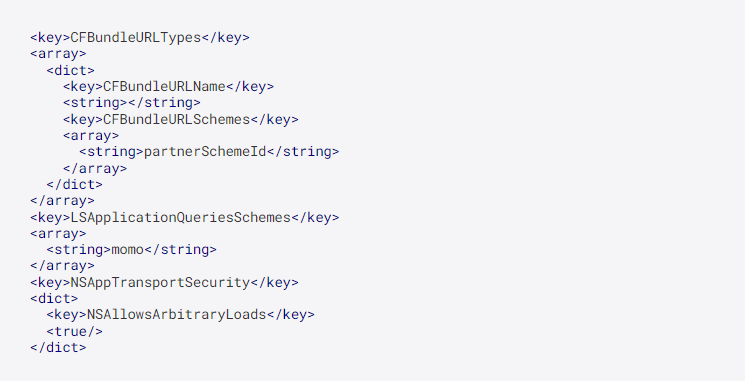 <key>CFBundleURLTypes</key>
<array>
  <dict>
    <key>CFBundleURLName</key>
    <string></string>
    <key>CFBundleURLSchemes</key>
    <array>
      <string>partnerSchemeId</string>
    </array>
  </dict>
</array>
<key>LSApplicationQueriesSchemes</key>
<array>
  <string>momo</string>
</array>
<key>NSAppTransportSecurity</key>
<dict>
  <key>NSAllowsArbitraryLoads</key>
  <true/>
</dict>